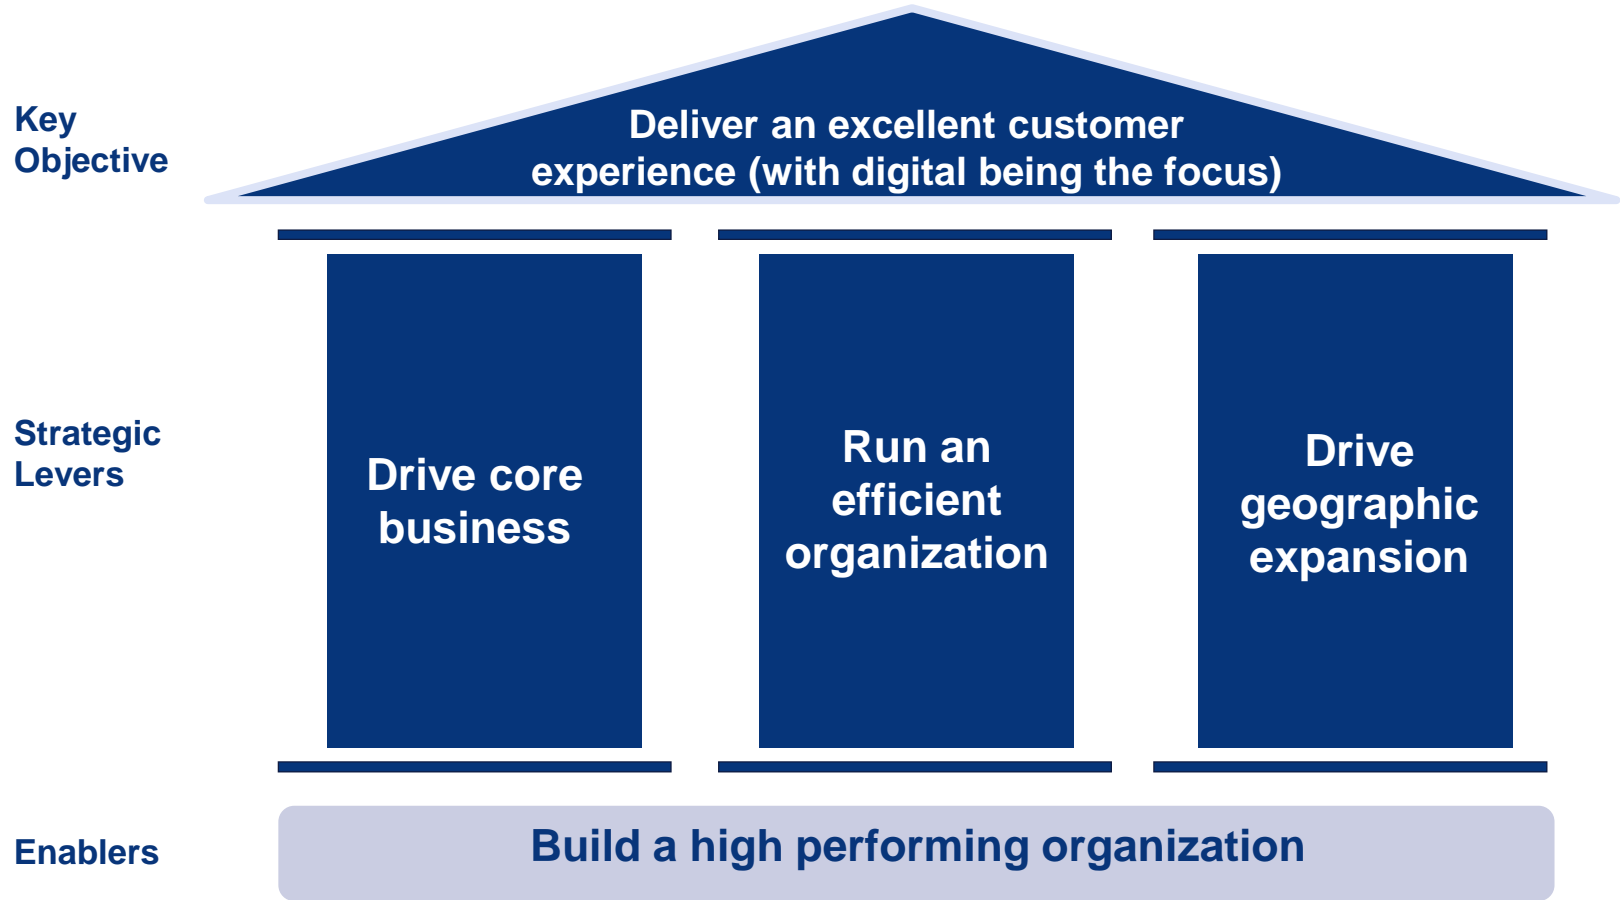 Key
Objective
Deliver an excellent customer
experience (with digital being the focus)
Strategic
Levers
Drive core
business
Run an
efficient
organization
Drive
geographic
expansion
Enablers
Build a high performing organization